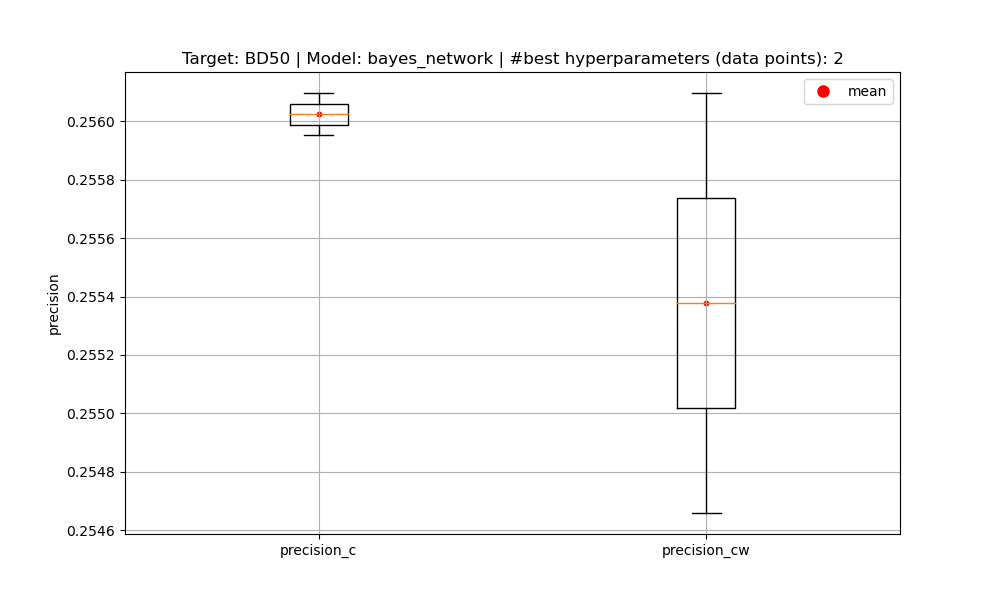 Target: BD50 | Model: bayes_network | #best hyperparameters (data points): 2
mean
0.2560
0.2558
0.2556
0.2554
0.2552
0.2550
0.2548
0.2546
precision
precision_c
precision_cw